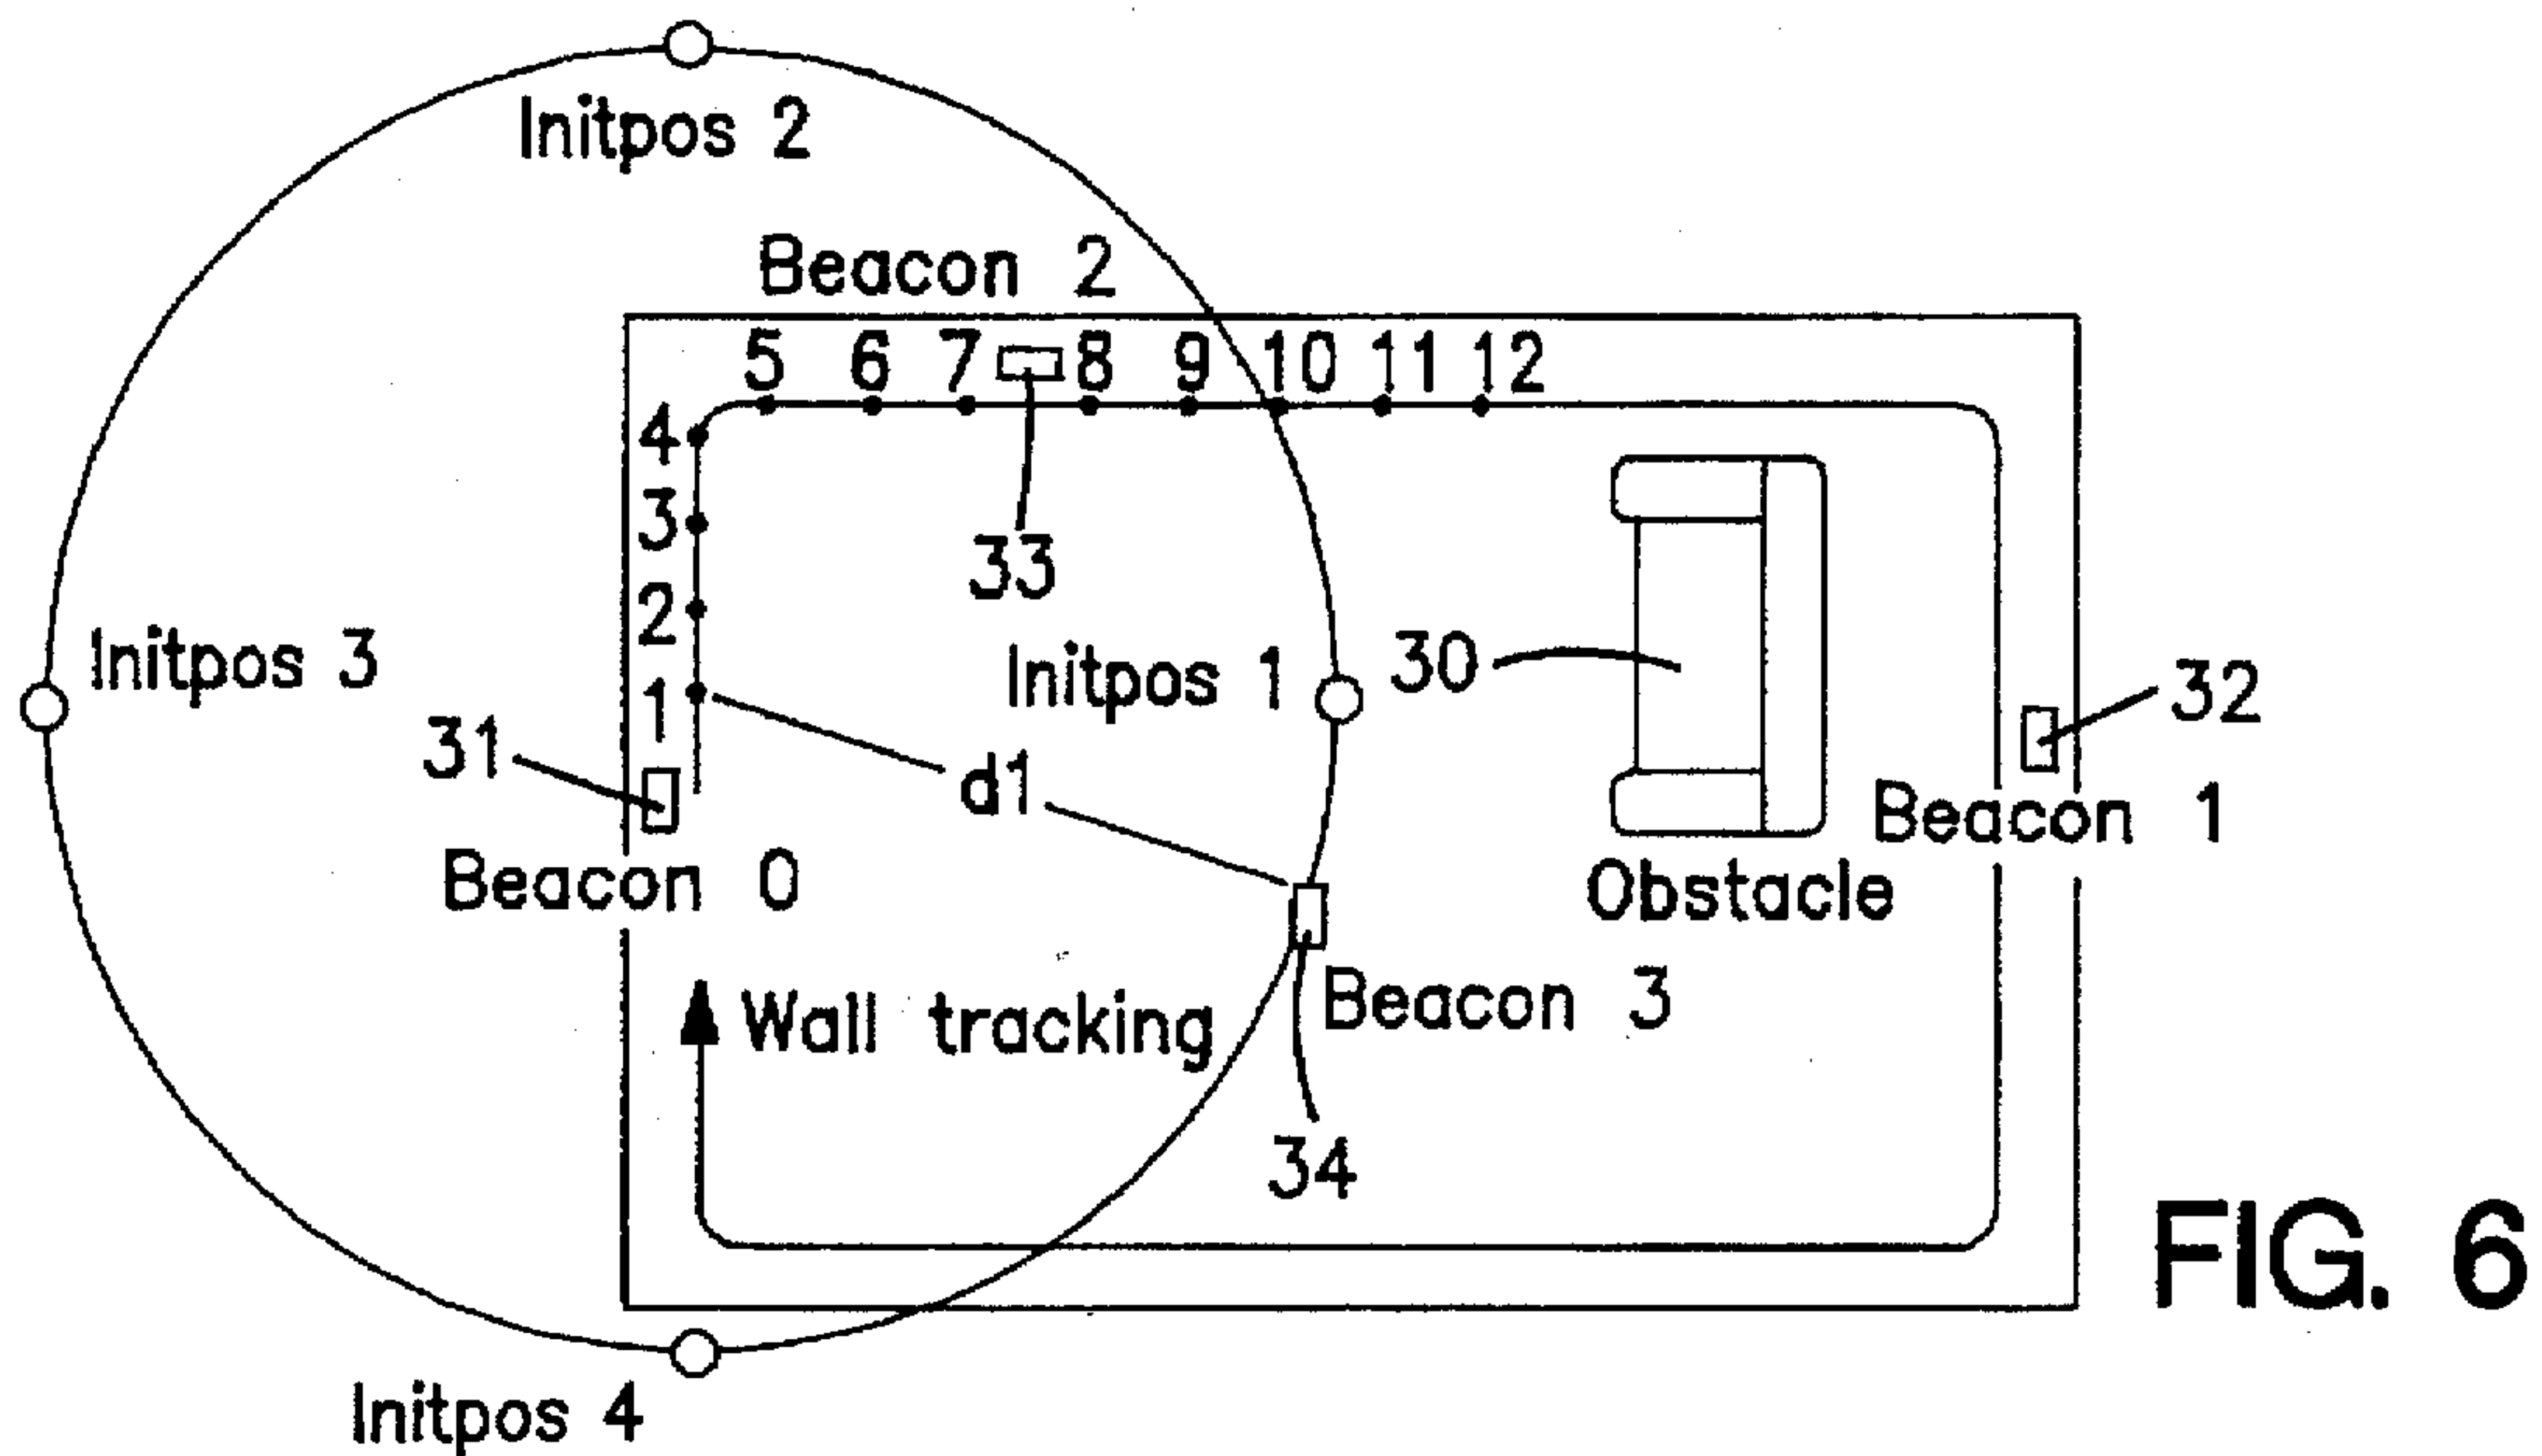 Initpos 2
Beacon 2
5 6 7 8 9 10 11 12
4
3
33
2
Initpos 3
Initpos 1
30
32
1
31
d1
Beacon 1
Beacon 0
Obstacle
Beacon 3
Wall tracking
34
FIG. 6
Initpos 4